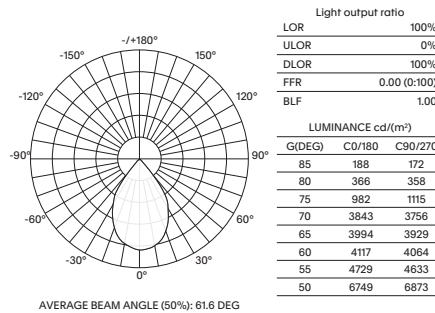 -/+180°
-150° 150°
-120° 120°
-90° 90°
-60° 60°
-30° 30°
0°
AVERAGE BEAM ANGLE (50%): 61.6 DEG
Light output ratio
LOR 100%
ULOR 0%
DLOR 100%
FFR 0.00 (0:100)
BLF 1.00
LUMINANCE cd/(m²)
G(DEG) C0/180 C90/270
85 188 172
80 366 358
75 982 1115
70 3843 3756
65 3994 3929
60 4117 4064
55 4729 4633
50 6749 6873